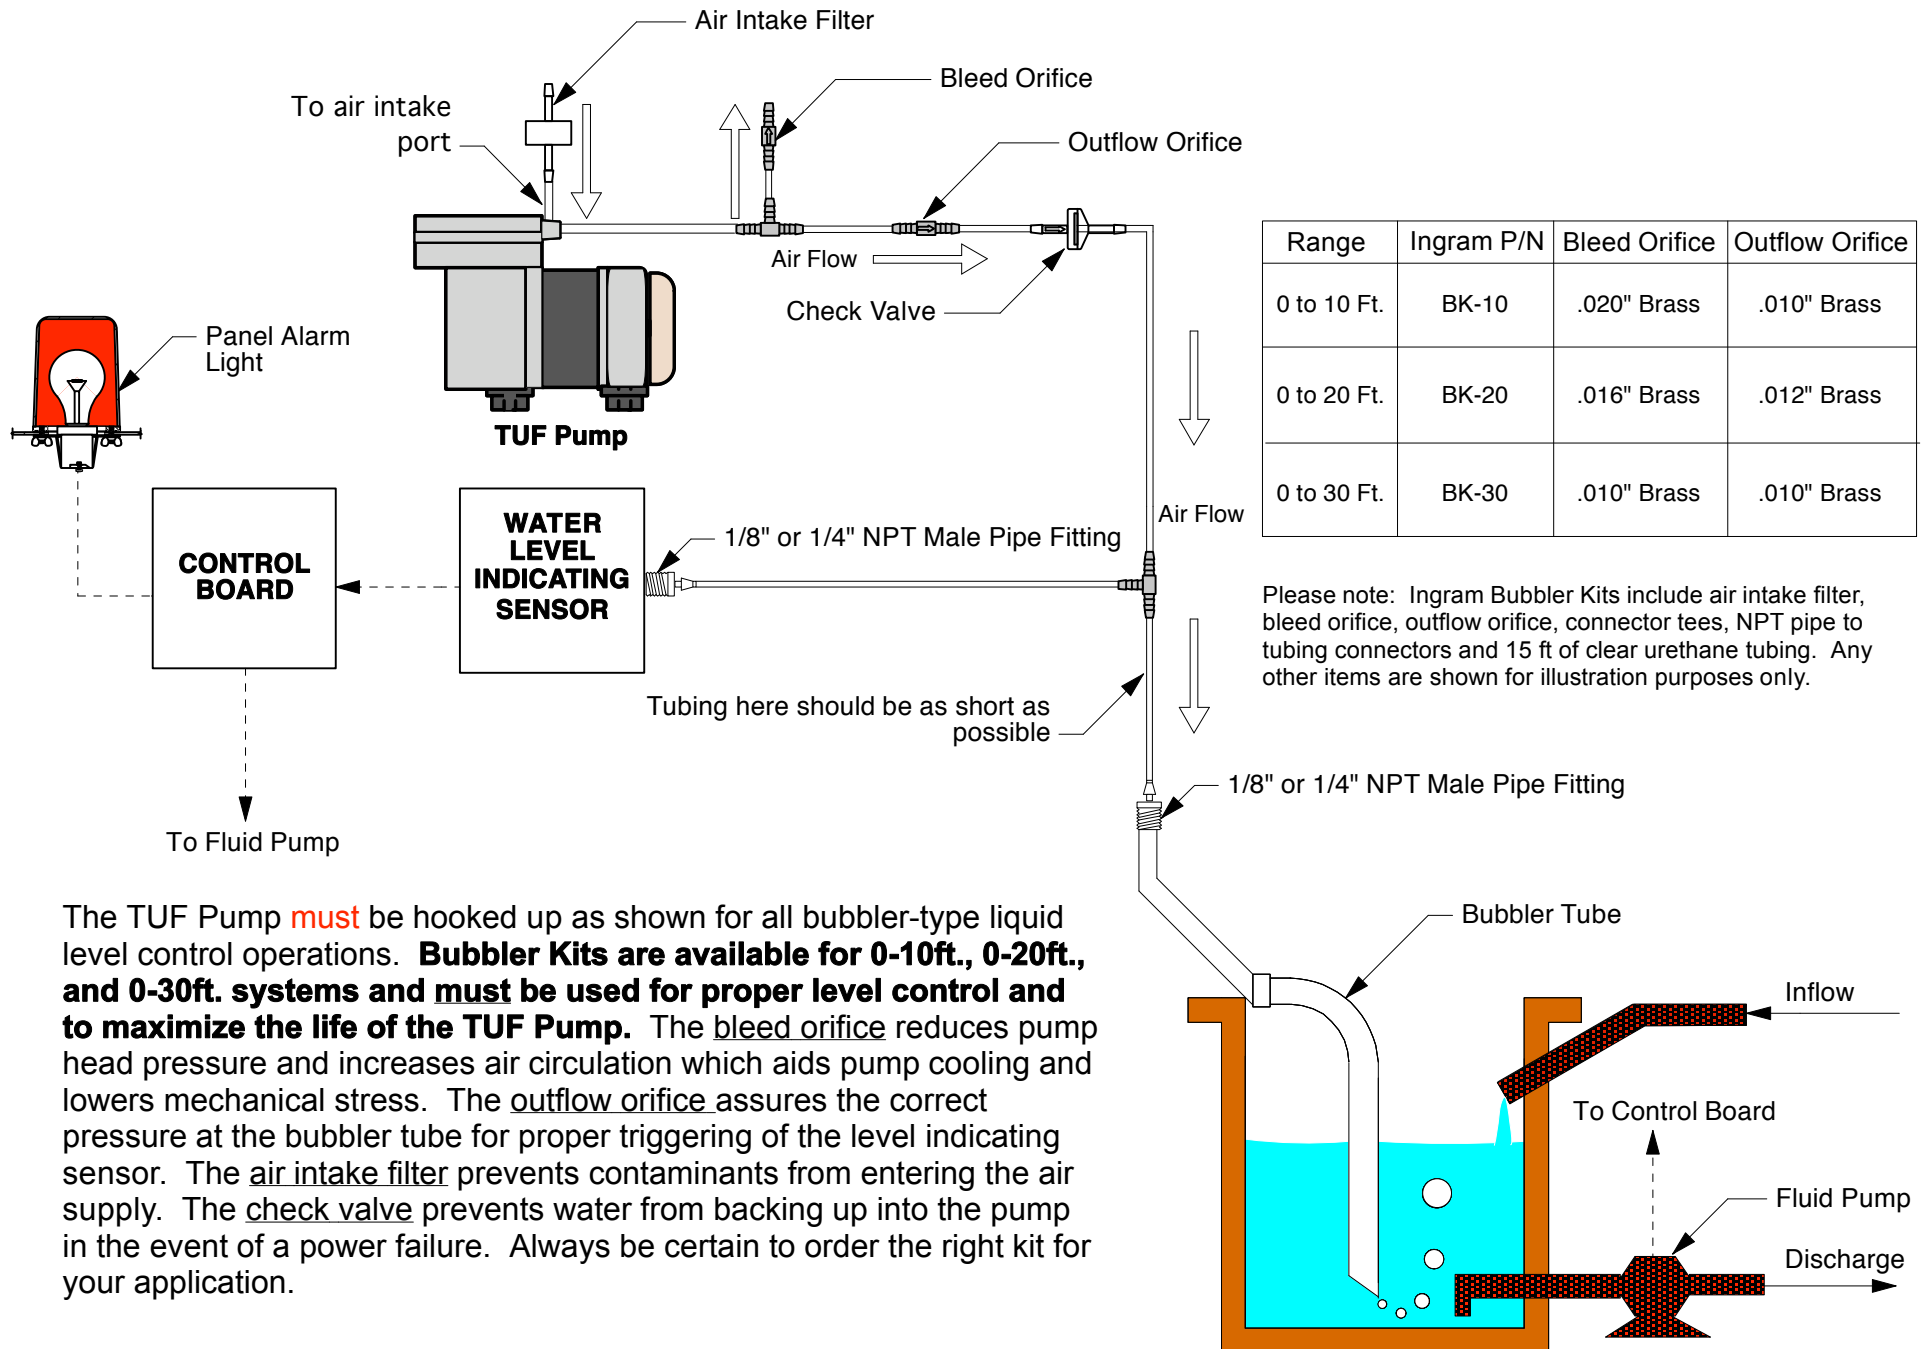 Air Intake Filter
Bleed Orifice
To air intake
port
Outflow Orifice
Air Flow
Check Valve
Panel Alarm
Light
TUF Pump
Range Ingram P/N Bleed Orifice Outflow Orifice
0 to 10 Ft. BK-10 .020" Brass .010" Brass
0 to 20 Ft. BK-20 .016" Brass .012" Brass
0 to 30 Ft. BK-30 .010" Brass .010" Brass
CONTROL
BOARD
WATER
LEVEL
INDICATING
SENSOR
1/8" or 1/4" NPT Male Pipe Fitting
Air Flow
Please note: Ingram Bubbler Kits include air intake filter,
bleed orifice, outflow orifice, connector tees, NPT pipe to
tubing connectors and 15 ft of clear urethane tubing. Any
other items are shown for illustration purposes only.
Tubing here should be as short as
possible
1/8" or 1/4" NPT Male Pipe Fitting
To Fluid Pump
The TUF Pump must be hooked up as shown for all bubbler-type liquid
level control operations. Bubbler Kits are available for 0-10ft., 0-20ft.,
and 0-30ft. systems and must be used for proper level control and
to maximize the life of the TUF Pump. The bleed orifice reduces pump
head pressure and increases air circulation which aids pump cooling and
lowers mechanical stress. The outflow orifice assures the correct
pressure at the bubbler tube for proper triggering of the level indicating
sensor. The air intake filter prevents contaminants from entering the air
supply. The check valve prevents water from backing up into the pump
in the event of a power failure. Always be certain to order the right kit for
your application.
Bubbler Tube
Inflow
To Control Board
Fluid Pump
Discharge